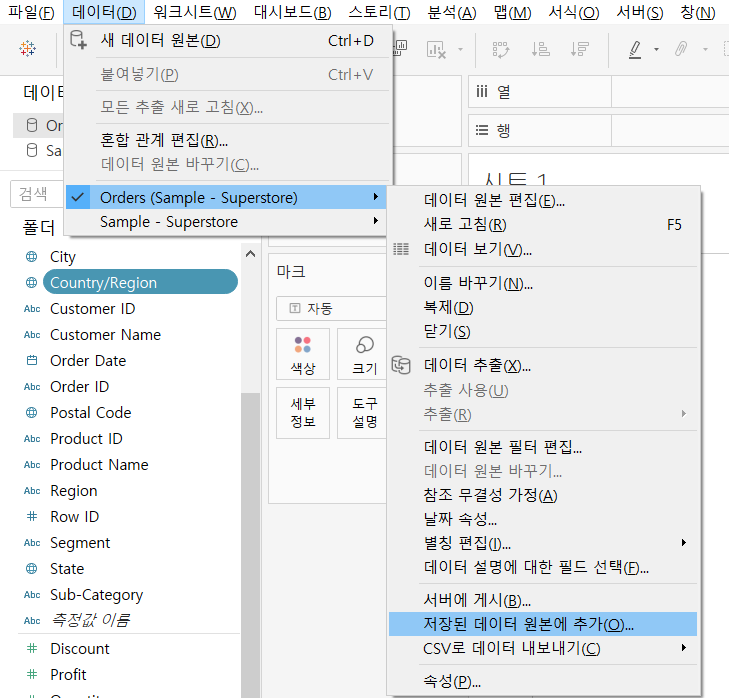 파일(F) 데이터(D) 워크시트(W) 대시보드(B) 스토리(T) 분석(A) 맵(M) 서식(O) 서버(S) 창(N)
새 데이터 원본(D) Ctrl+D
붙여넣기(P) Ctrl+V
모든 추출 새로 고침(X)...
혼합 관계 편집(R)...
데이터 원본 바꾸기(C)...
Orders (Sample - Superstore)
Sample - Superstore
데이터 원본 편집(E)...
새로 고침(R) F5
데이터 보기(V)...
이름 바꾸기(N)...
복제(D)
닫기(S)
데이터 추출(X)...
추출 사용(U)
추출(R)
데이터 원본 필터 편집...
데이터 원본 바꾸기...
참조 무결성 가정(A)
날짜 속성...
별칭 편집(I)...
데이터 설명에 대한 필드 선택(F)...
서버에 게시(B)...
저장된 데이터 원본에 추가(O)...
CSV로 데이터 내보내기(C)
속성(P)...
Or
Sa
검색
폴더
City
Country/Region
Abc Customer ID
Abc Customer Name
Order Date
Abc Order ID
Postal Code
Abc Product ID
Abc Product Name
Abc Region
# Row ID
Abc Segment
State
Abc Sub-Category
Abc 측정값 이름
# Discount
# Profit
마크
T 자동
색상 크기
세부 정보
도구 설명
iii 열
행
시트 1